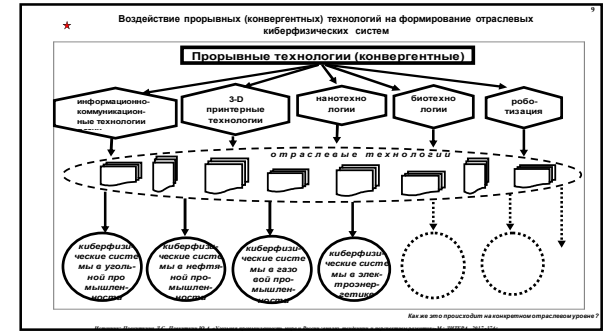 9
Воздействие прорывных (конвергентных) технологий на формирование отраслевых
киберфизических систем
Прорывные технологии (конвергентные)
информационно-
коммуникацион-
ные технологии
3-D
принтерные
технологии
нанотехно
логии
биотехно
логии
робо-
тизация
отраслевые технологий
киберфизи-
ческие систе
мы в уголь-
ной про
мышлен-
ности
киберфизи-
ческие систе
мы в нефтя-
ной про-
мышлен-
ности
киберфизи-
ческие систе
мы в газо
вой про-
мышлен-
ности
киберфизи-
ческие систе
мы в элек-
троэнер-
гетике
Как же это происходит на конкретном отраслевом уровне?